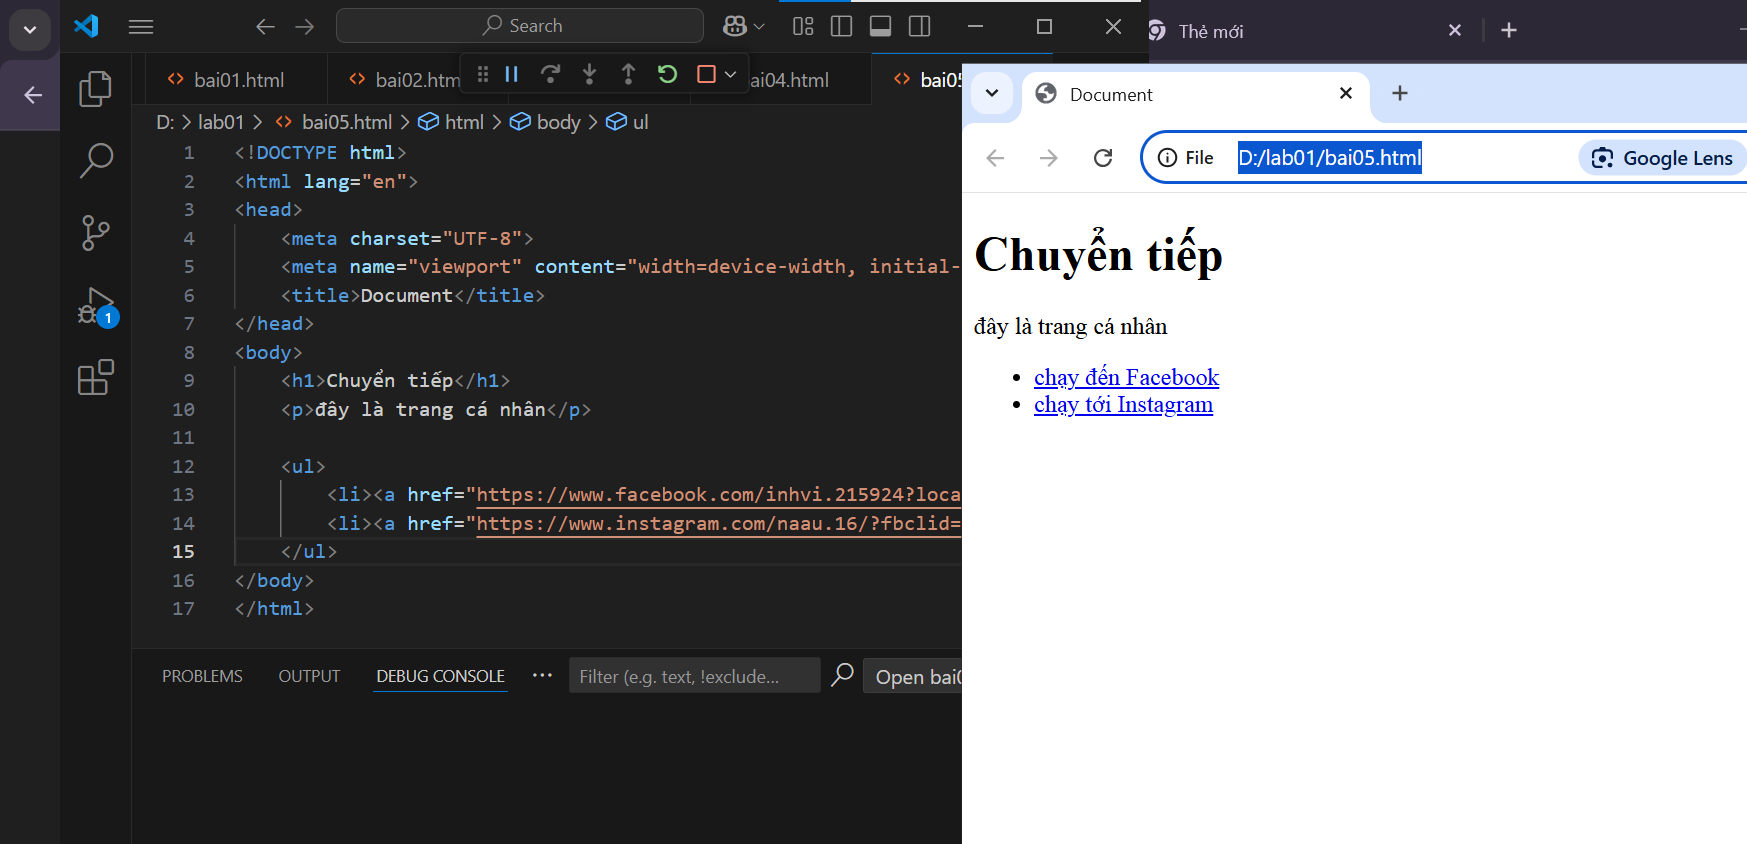 Search
Thẻ mới
bai01.html
bai02.htm
ai04.html
bai05
D: > lab01 > bai05.html > html > body > ul
1 <!DOCTYPE html>
2 <html lang="en">
3 <head>
4 <meta charset="UTF-8">
5 <meta name="viewport" content="width=device-width, initial-
6 <title>Document</title>
7 </head>
8 <body>
9 <h1>Chuyển tiếp</h1>
10 <p>đây là trang cá nhân</p>
11
12 <ul>
13 <li><a href="https://www.facebook.com/inhvi.215924?loca
14 <li><a href="https://www.instagram.com/naau.16/?fbclid=
15 </ul>
16 </body>
17 </html>
1
PROBLEMS OUTPUT DEBUG CONSOLE ··· Filter (e.g. text, !exclude... Open bai0
Document
File D:/lab01/bai05.html Google Lens
Chuyển tiếp
đây là trang cá nhân
• chạy đến Facebook
• chạy tới Instagram